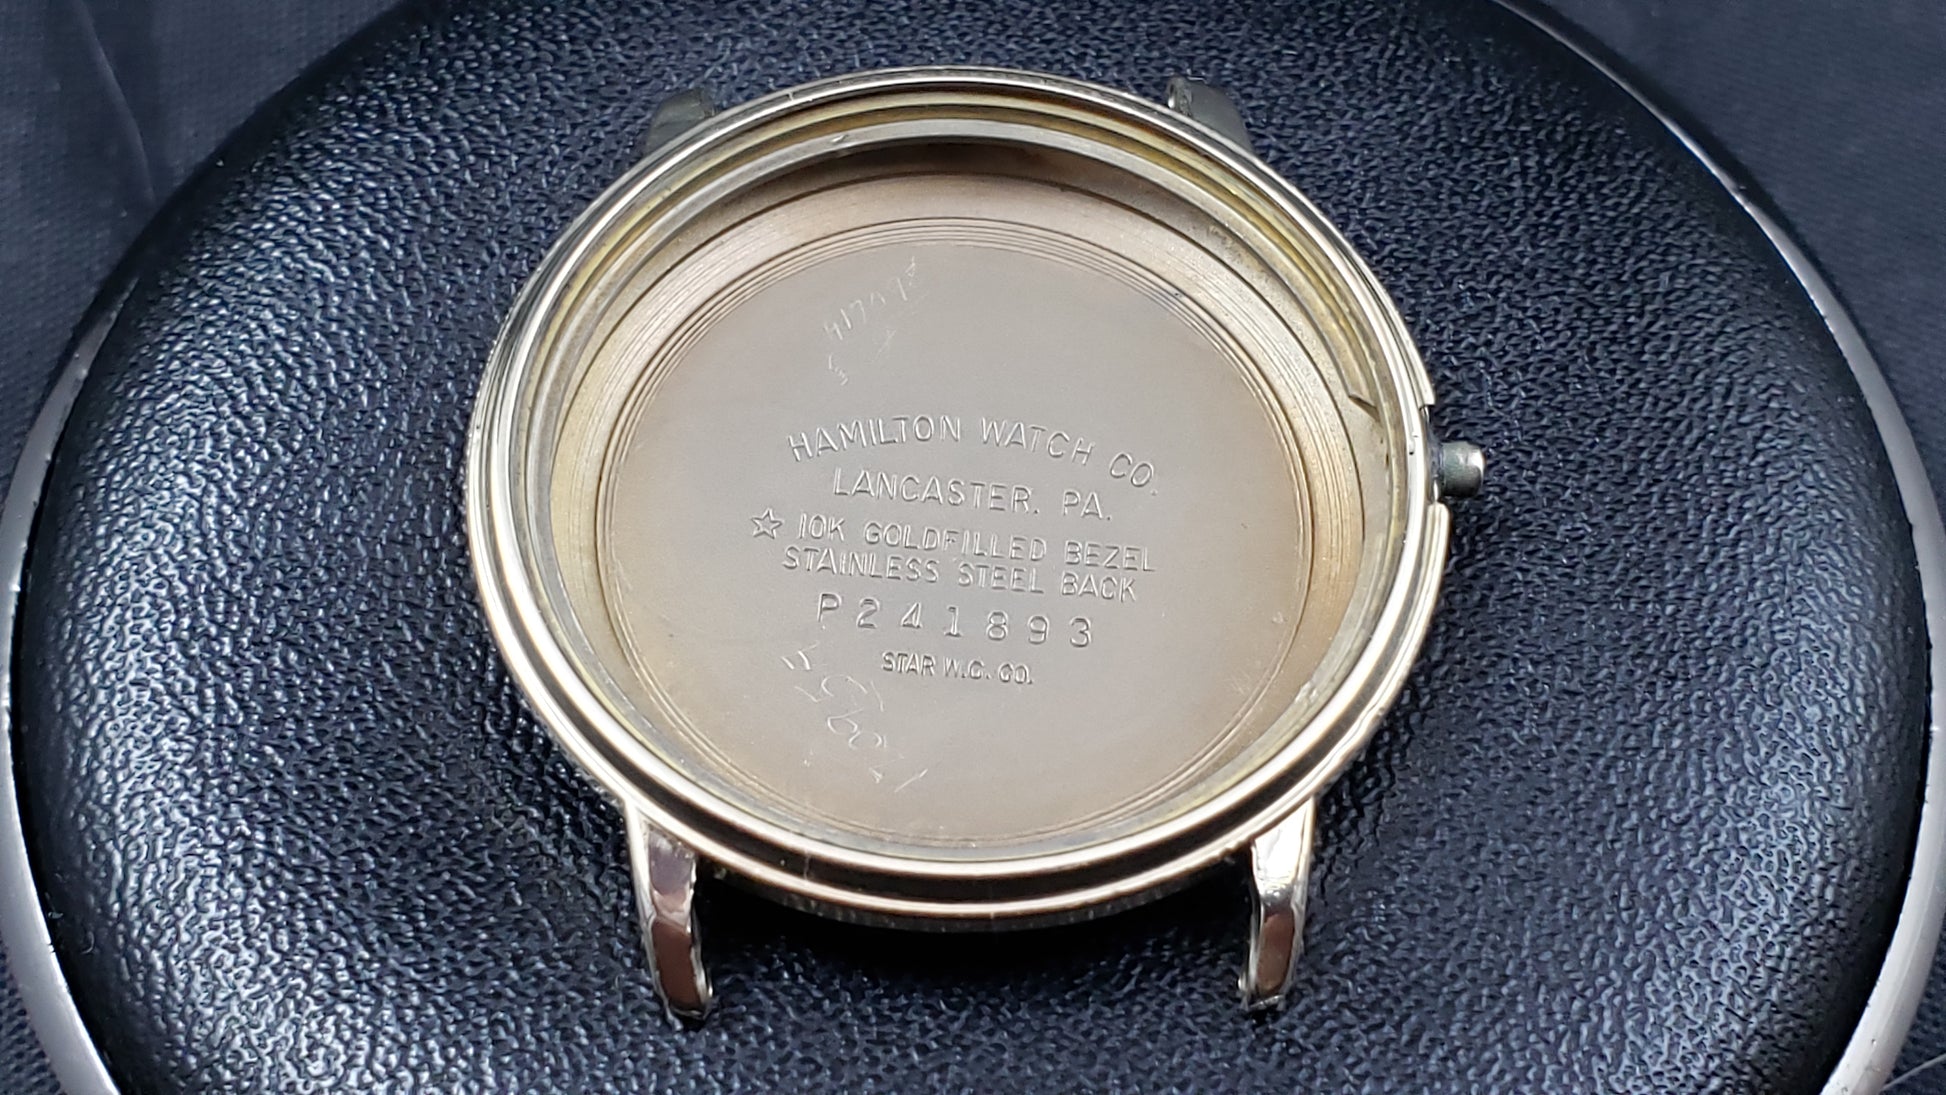 HAMILTON WATCH CO.
LANCASTER, PA.
☆ 10K GOLDFILLED BEZEL
STAINLESS STEEL BACK
P241893
STAR W.C. CO.